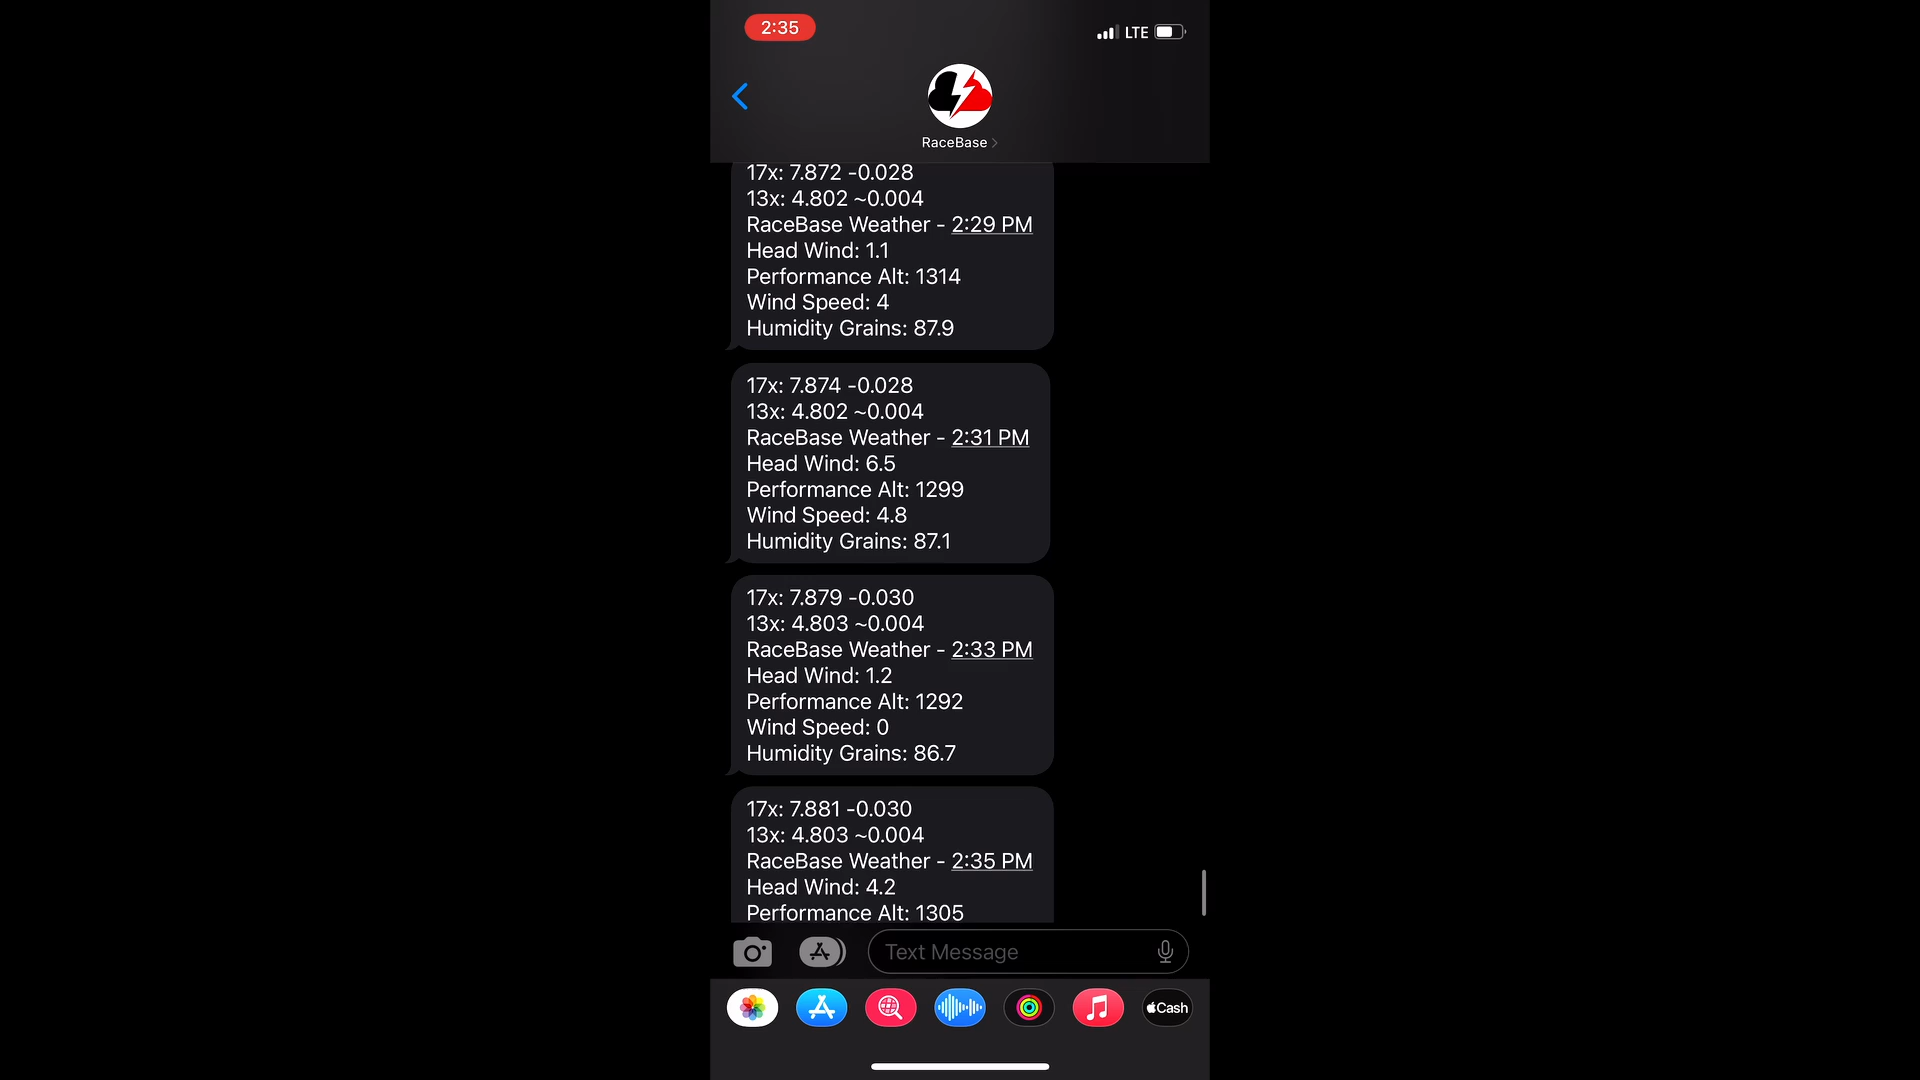 2:35
LTE
RaceBase
17x: 7.872 -0.028
13x: 4.802 ~0.004
RaceBase Weather - 2:29 PM
Head Wind: 1.1
Performance Alt: 1314
Wind Speed: 4
Humidity Grains: 87.9
17x: 7.874 -0.028
13x: 4.802 ~0.004
RaceBase Weather - 2:31 PM
Head Wind: 6.5
Performance Alt: 1299
Wind Speed: 4.8
Humidity Grains: 87.1
17x: 7.879 -0.030
13x: 4.803 ~0.004
RaceBase Weather - 2:33 PM
Head Wind: 1.2
Performance Alt: 1292
Wind Speed: 0
Humidity Grains: 86.7
17x: 7.881 -0.030
13x: 4.803 ~0.004
RaceBase Weather - 2:35 PM
Head Wind: 4.2
Performance Alt: 1305
Text Message
Cash